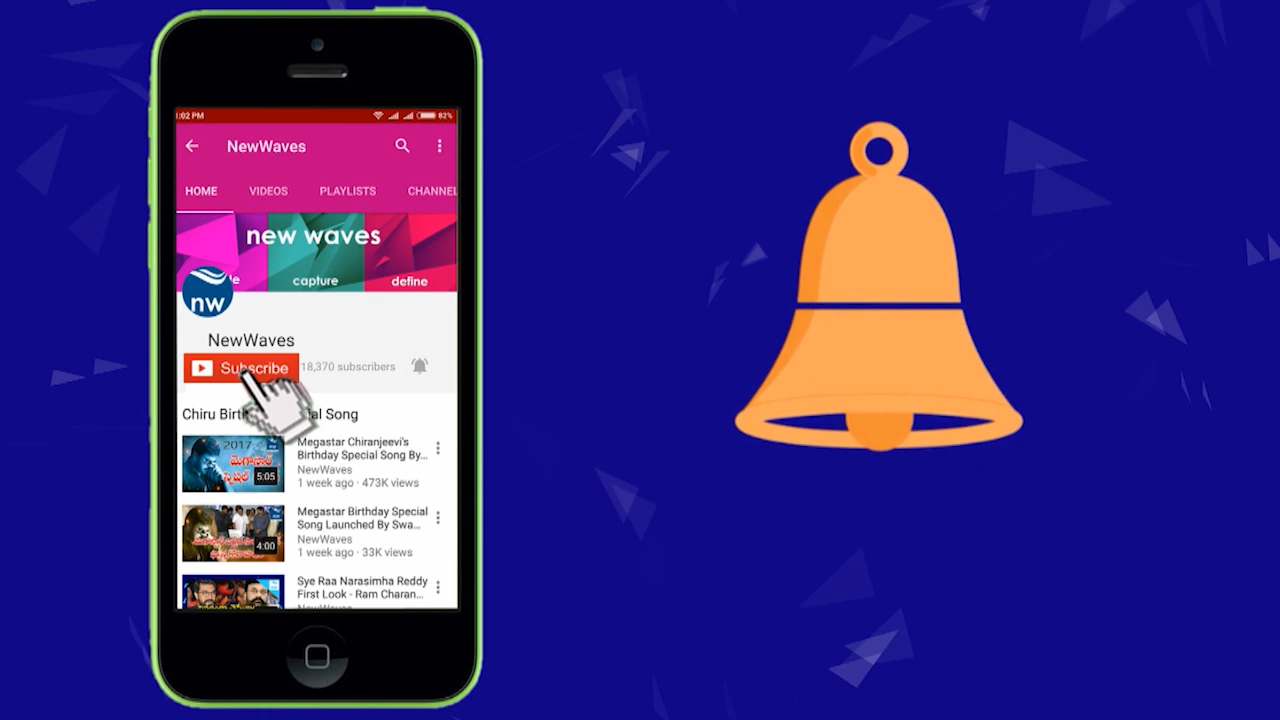 1:02 PM
82%
NewWaves
HOME
VIDEOS
PLAYLISTS
CHANNEL
new waves
capture
define
nw
NewWaves
Subscribe
18,370 subscribers
Chiru Birth al Song
2017
మెగాస్టార్
స్పెషల్
5:05
Megastar Chiranjeevi's
Birthday Special Song By...
NewWaves
1 week ago · 473K views
4:00
Megastar Birthday Special
Song Launched By Swa...
NewWaves
1 week ago · 33K views
Sye Raa Narasimha Reddy
First Look - Ram Charan...
NewWaves